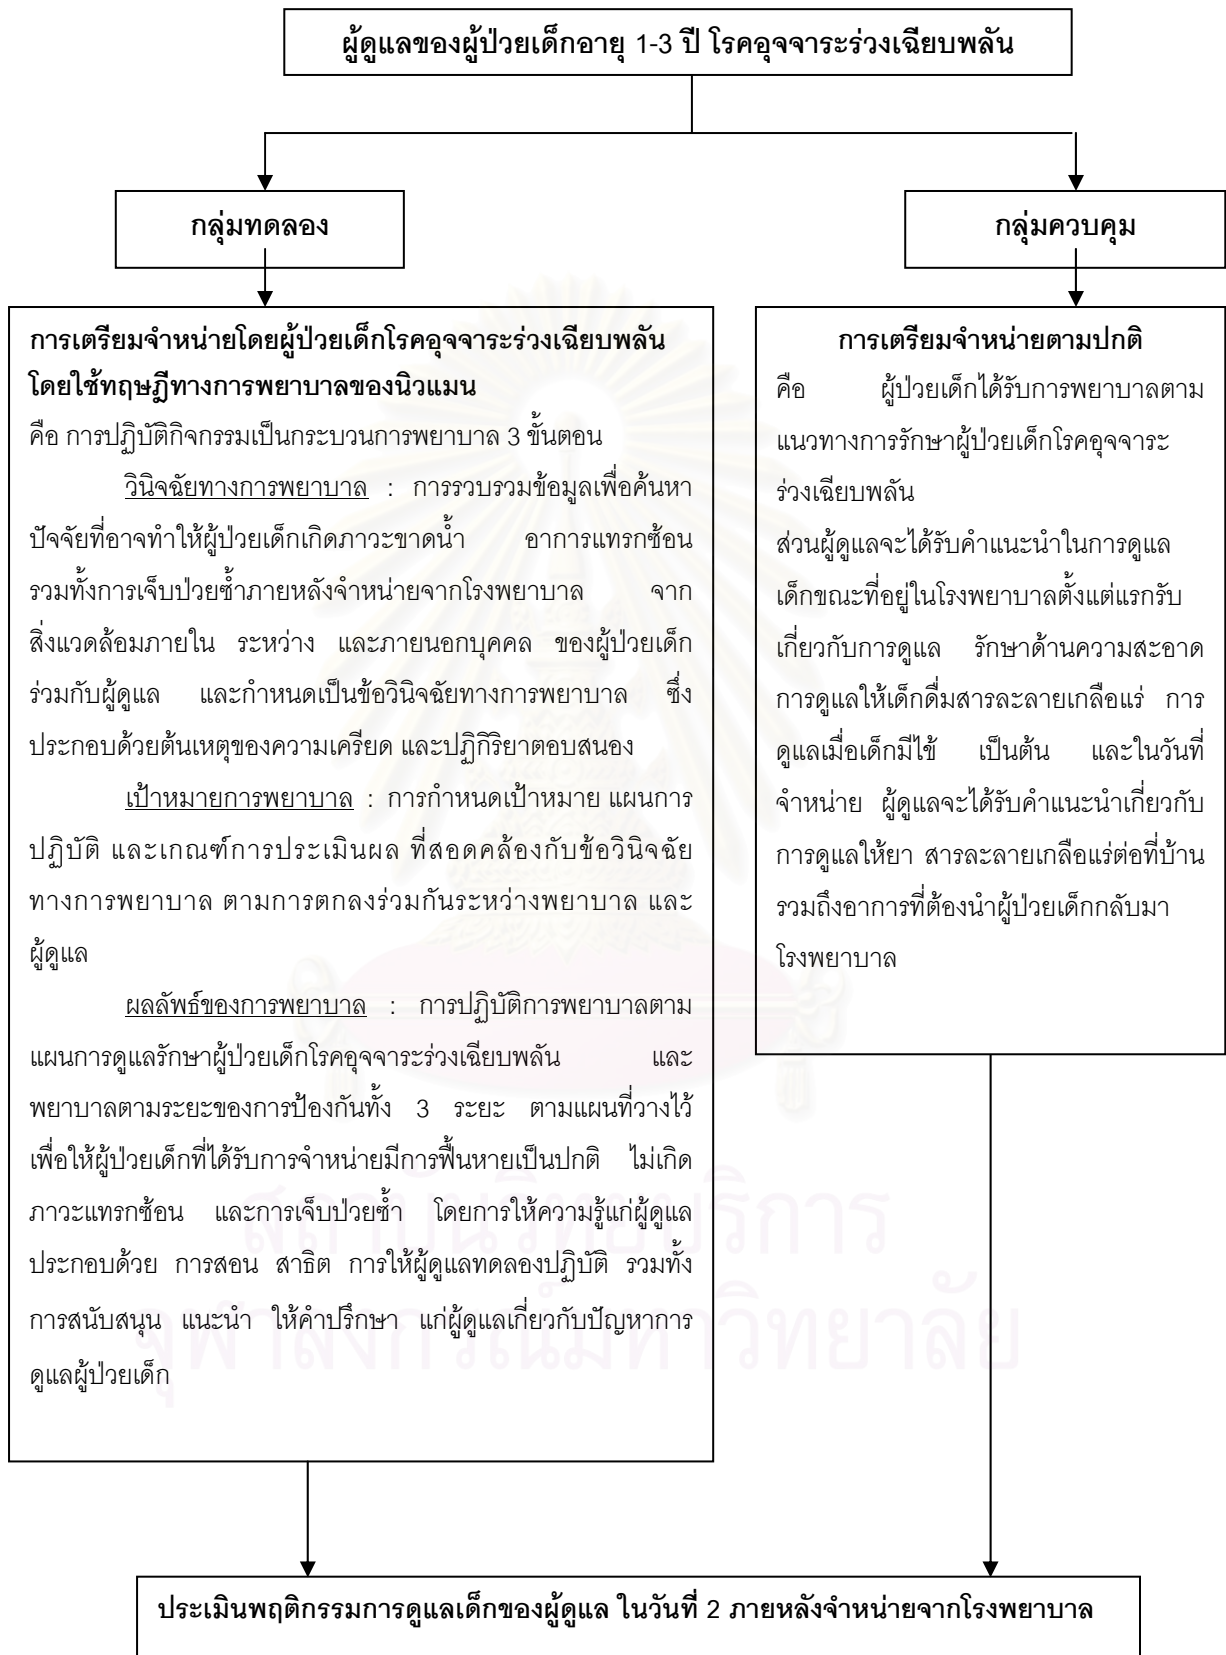 ผู้ดูแลของผู้ป่วยเด็กอายุ 1-3 ปี โรคอุจจาระร่วงเฉียบพลัน
กลุ่มทดลอง
กลุ่มควบคุม
การเตรียมจำหน่ายโดยผู้ป่วยเด็กโรคอุจจาระร่วงเฉียบพลัน
โดยใช้ทฤษฎีทางการพยาบาลของนิวแมน
คือ การปฏิบัติกิจกรรมเป็นกระบวนการพยาบาล 3 ขั้นตอน
วินิจฉัยทางการพยาบาล : การรวบรวมข้อมูลเพื่อค้นหา
ปัจจัยที่อาจทำให้ผู้ป่วยเด็กเกิดภาวะขาดน้ำ อาการแทรกซ้อน
รวมทั้งการเจ็บป่วยซ้ำภายหลังจำหน่ายจากโรงพยาบาล จาก
สิ่งแวดล้อมภายใน ระหว่าง และภายนอกบุคคล ของผู้ป่วยเด็ก
ร่วมกับผู้ดูแล และกำหนดเป็นข้อวินิจฉัยทางการพยาบาล ซึ่ง
ประกอบด้วยต้นเหตุของความเครียด และปฏิกิริยาตอบสนอง
เป้าหมายการพยาบาล : การกำหนดเป้าหมาย แผนการ
ปฏิบัติ และเกณฑ์การประเมินผล ที่สอดคล้องกับข้อวินิจฉัย
ทางการพยาบาล ตามการตกลงร่วมกันระหว่างพยาบาล และ
ผู้ดูแล
ผลลัพธ์ของการพยาบาล : การปฏิบัติการพยาบาลตาม
แผนการดูแลรักษาผู้ป่วยเด็กโรคอุจจาระร่วงเฉียบพลัน และ
พยาบาลตามระยะของการป้องกันทั้ง 3 ระยะ ตามแผนที่วางไว้
เพื่อให้ผู้ป่วยเด็กที่ได้รับการจำหน่ายมีการฟื้นหายเป็นปกติ ไม่เกิด
ภาวะแทรกซ้อน และการเจ็บป่วยซ้ำ โดยการให้ความรู้แก่ผู้ดูแล
ประกอบด้วย การสอน สาธิต การให้ผู้ดูแลทดลองปฏิบัติ รวมทั้ง
การสนับสนุน แนะนำ ให้คำปรึกษา แก่ผู้ดูแลเกี่ยวกับปัญหาการ
ดูแลผู้ป่วยเด็ก
การเตรียมจำหน่ายตามปกติ
คือ ผู้ป่วยเด็กได้รับการพยาบาลตาม
แนวทางการรักษาผู้ป่วยเด็กโรคอุจจาระ
ร่วงเฉียบพลัน
ส่วนผู้ดูแลจะได้รับคำแนะนำในการดูแล
เด็กขณะที่อยู่ในโรงพยาบาลตั้งแต่แรกรับ
เกี่ยวกับการดูแล รักษาด้านความสะอาด
การดูแลให้เด็กดื่มสารละลายเกลือแร่ การ
ดูแลเมื่อเด็กมีไข้ เป็นต้น และในวันที่
จำหน่าย ผู้ดูแลจะได้รับคำแนะนำเกี่ยวกับ
การดูแลให้ยา สารละลายเกลือแร่ต่อที่บ้าน
รวมถึงอาการที่ต้องนำผู้ป่วยเด็กกลับมา
โรงพยาบาล
สถาบันวิทยบริการ
จุฬาลงกรณ์มหาวิทยาลัย
ประเมินพฤติกรรมการดูแลเด็กของผู้ดูแล ในวันที่ 2 ภายหลังจำหน่ายจากโรงพยาบาล